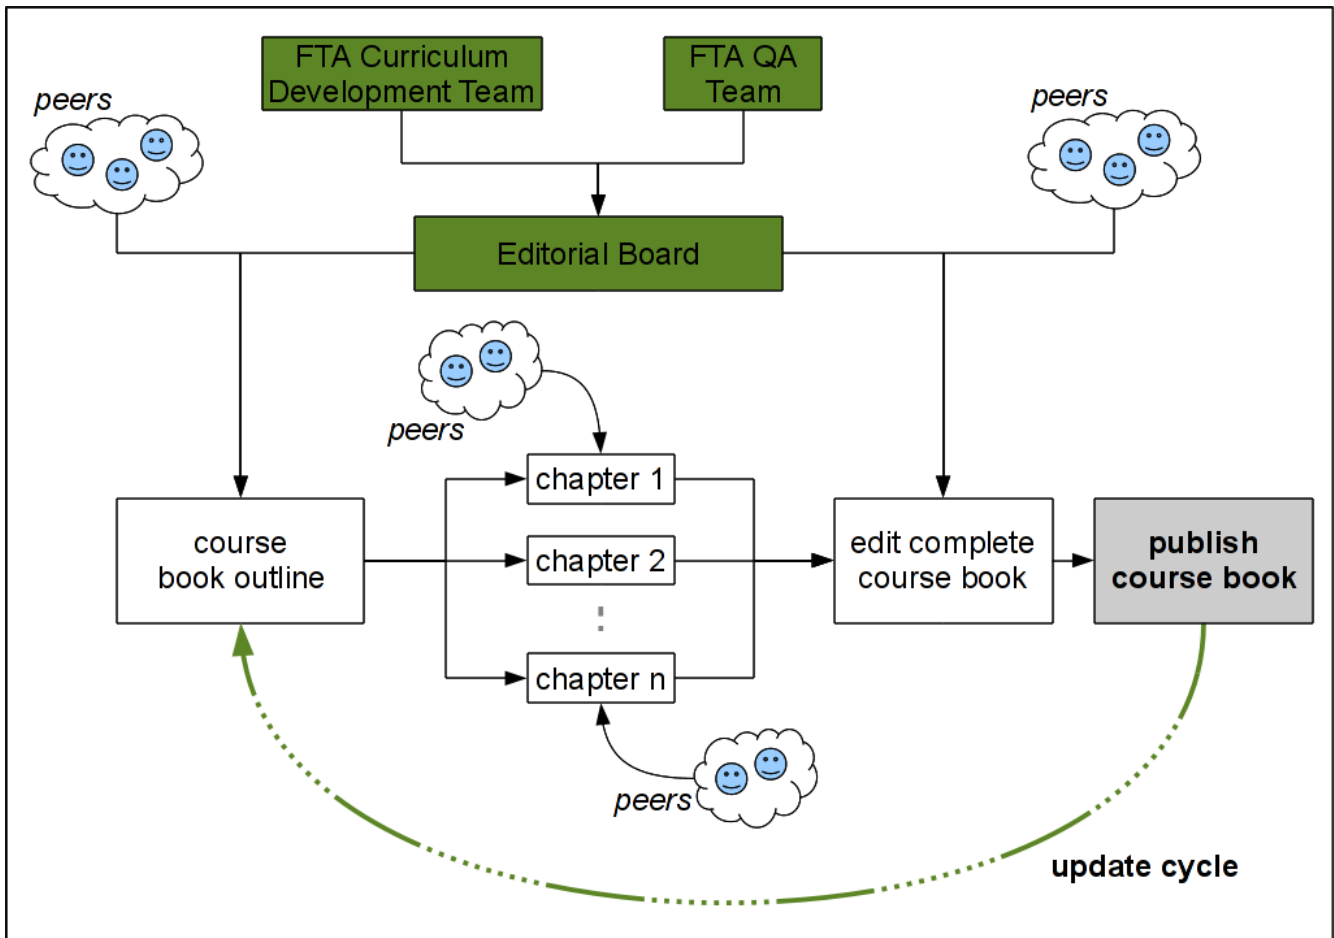 FTA Curriculum
Development Team
FTA QA
Team
peers
peers
Editorial Board
peers
chapter 1
course
book outline
chapter 2
edit complete
course book
publish
course book
chapter n
peers
update cycle